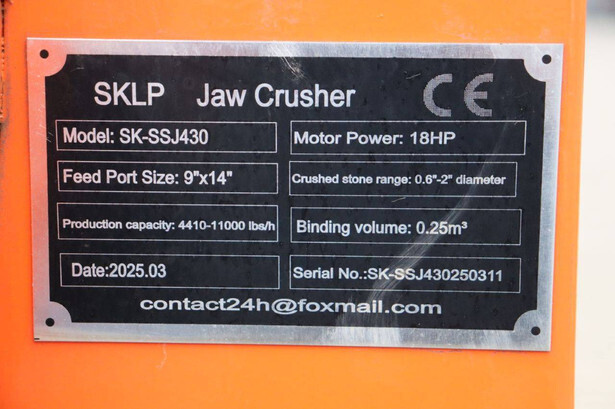 SKLP Jaw Crusher CE
Model: SK-SSJ430
Motor Power: 18HP
Feed Port Size: 9"x14"
Crushed stone range: 0.6"-2" diameter
Production capacity: 4410-11000 lbs/h
Binding volume: 0.25m³
Date:2025.03
Serial No.:SK-SSJ430250311
contact24h@foxmail.com